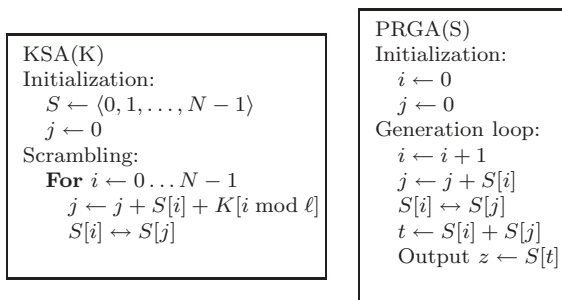 KSA(K)
Initialization:
S ← ⟨0, 1, . . . , N − 1⟩
j ← 0
Scrambling:
For i ← 0 . . . N − 1
j ← j + S[i] + K[i mod ℓ]
S[i] ↔ S[j]
PRGA(S)
Initialization:
i ← 0
j ← 0
Generation loop:
i ← i + 1
j ← j + S[i]
S[i] ↔ S[j]
t ← S[i] + S[j]
Output z ← S[t]